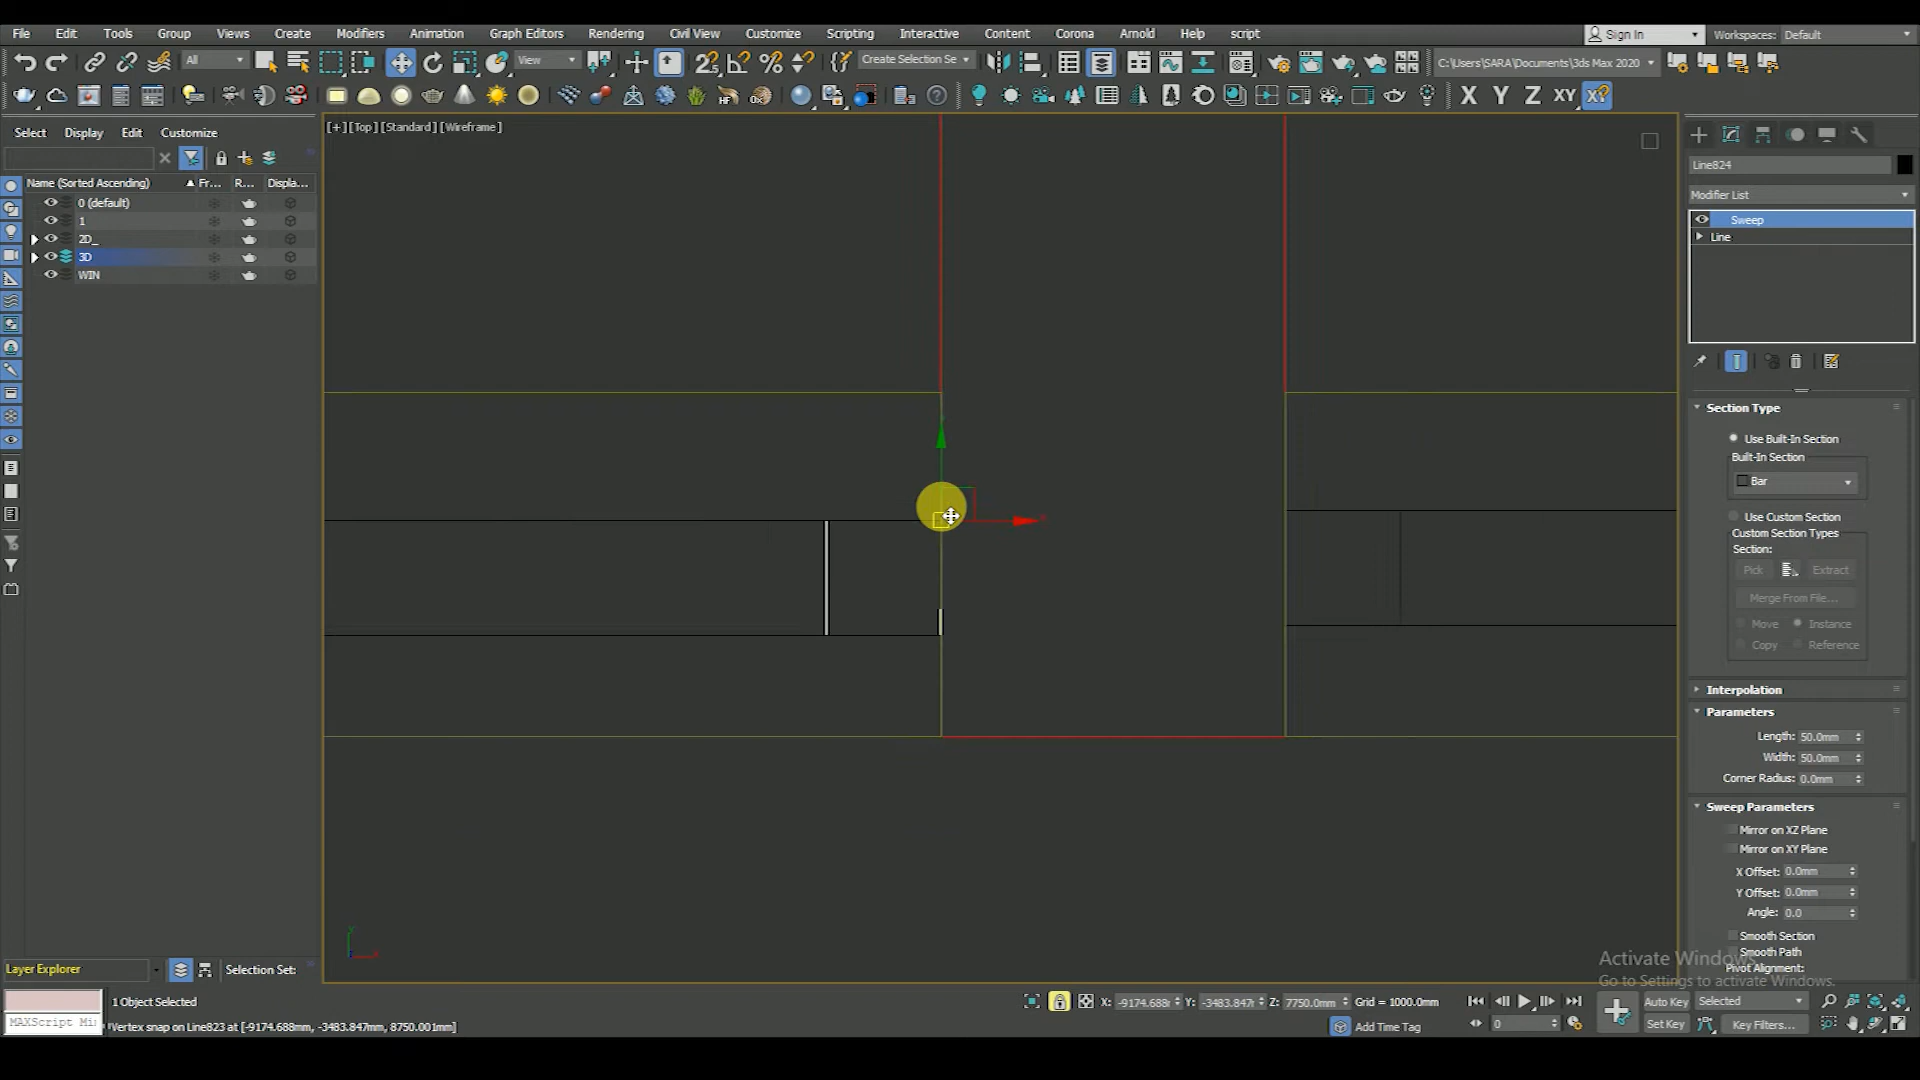 File Edit Tools Group Views Create Modifiers Animation Graph Editors Rendering Civil View Customize Scripting Interactive Content Corona Arnold Help script Sign In Workspaces: Default
All View Create Selection Se C:\Users\SARA\Documents\3ds Max 2020
X Y Z XY
Select Display Edit Customize
[+] [Top] [Standard] [Wireframe]
Name (Sorted Ascending) Fr... R... Displa...
0 (default)
1
2D_
3D
WIN
Line824
Modifier List
Sweep
Line
Section Type
Use Built-In Section
Built-In Section
Bar
Use Custom Section
Custom Section Types
Section:
Pick Extract
Merge From File...
Move Instance
Copy Reference
Interpolation
Parameters
Length: 50.0mm
Width: 50.0mm
Corner Radius: 0.0mm
Sweep Parameters
Mirror on XZ Plane
Mirror on XY Plane
X Offset: 0.0mm
Y Offset: 0.0mm
Angle: 0.0
Smooth Section
Smooth Path
Pivot Alignment:
Activate Windows
Go to Settings to activate Windows.
Layer Explorer Selection Set:
1 Object Selected X: -9174.688 Y: -3483.847 Z: 7750.0mm Grid = 1000.0mm Auto Key Selected
MAXScript Mi Vertex snap on Line823 at [-9174.688mm, -3483.847mm, 8750.001mm] Add Time Tag 0 Set Key Key Filters...